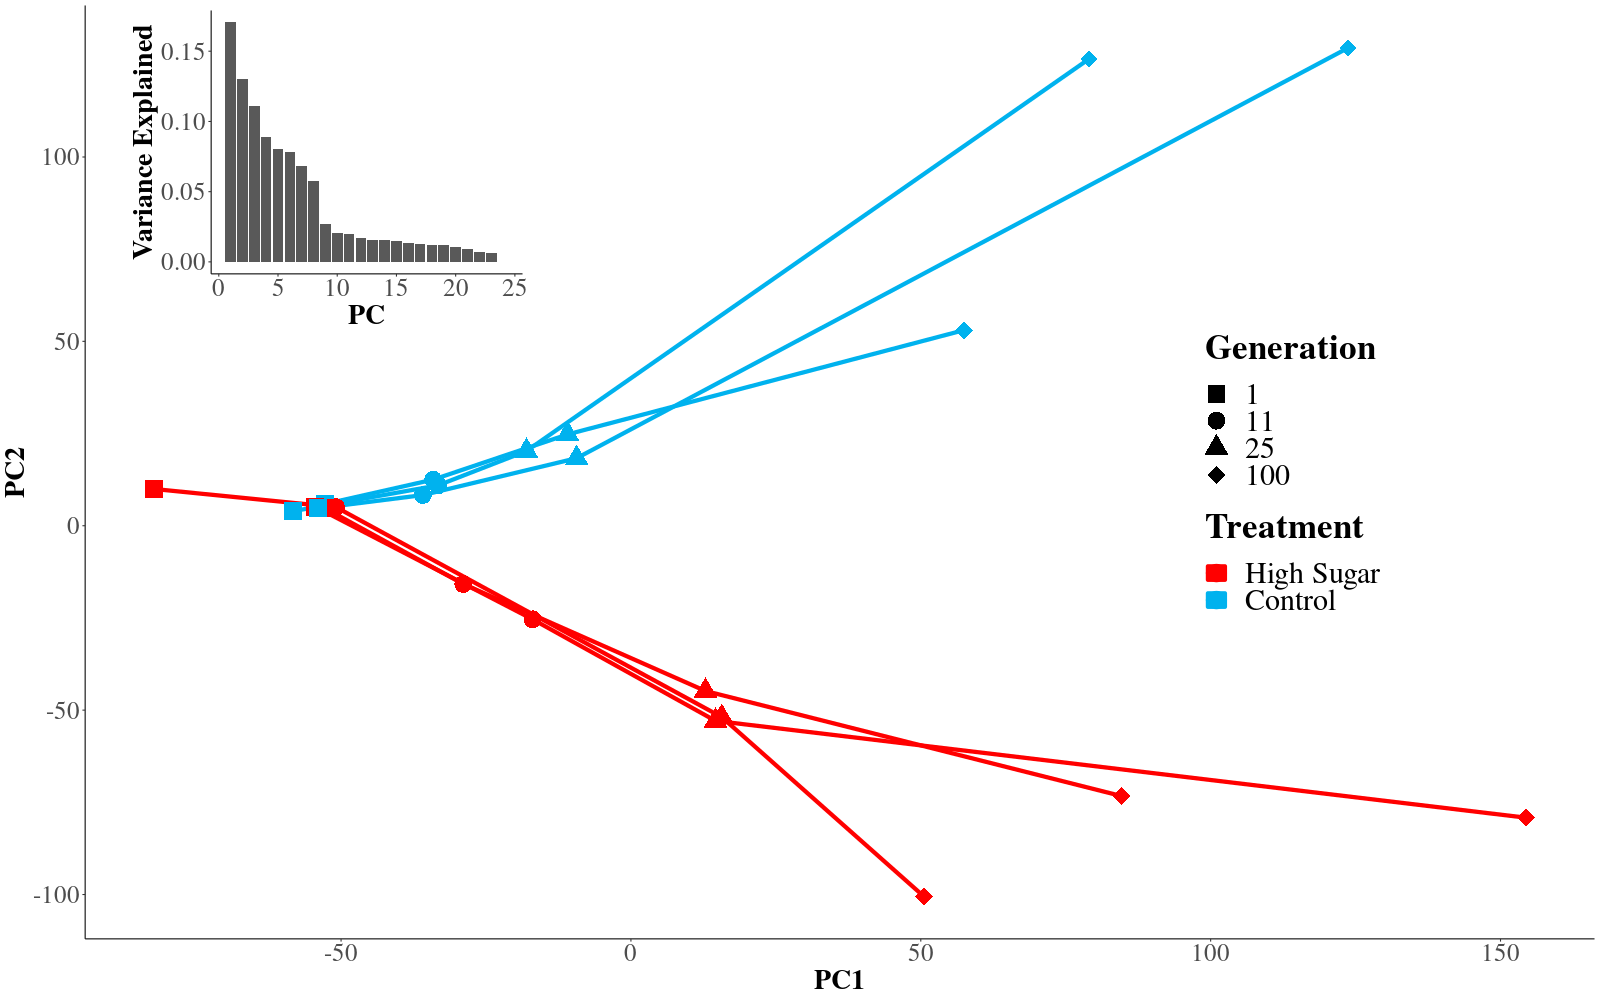 Variance Explained
0.15
0.10
0.05
0.00
0 5 10 15 20 25
PC
PC2
100
50
0
-50
-100
Generation
1
11
25
100
Treatment
High Sugar
Control
-50 0 50 100 150
PC1